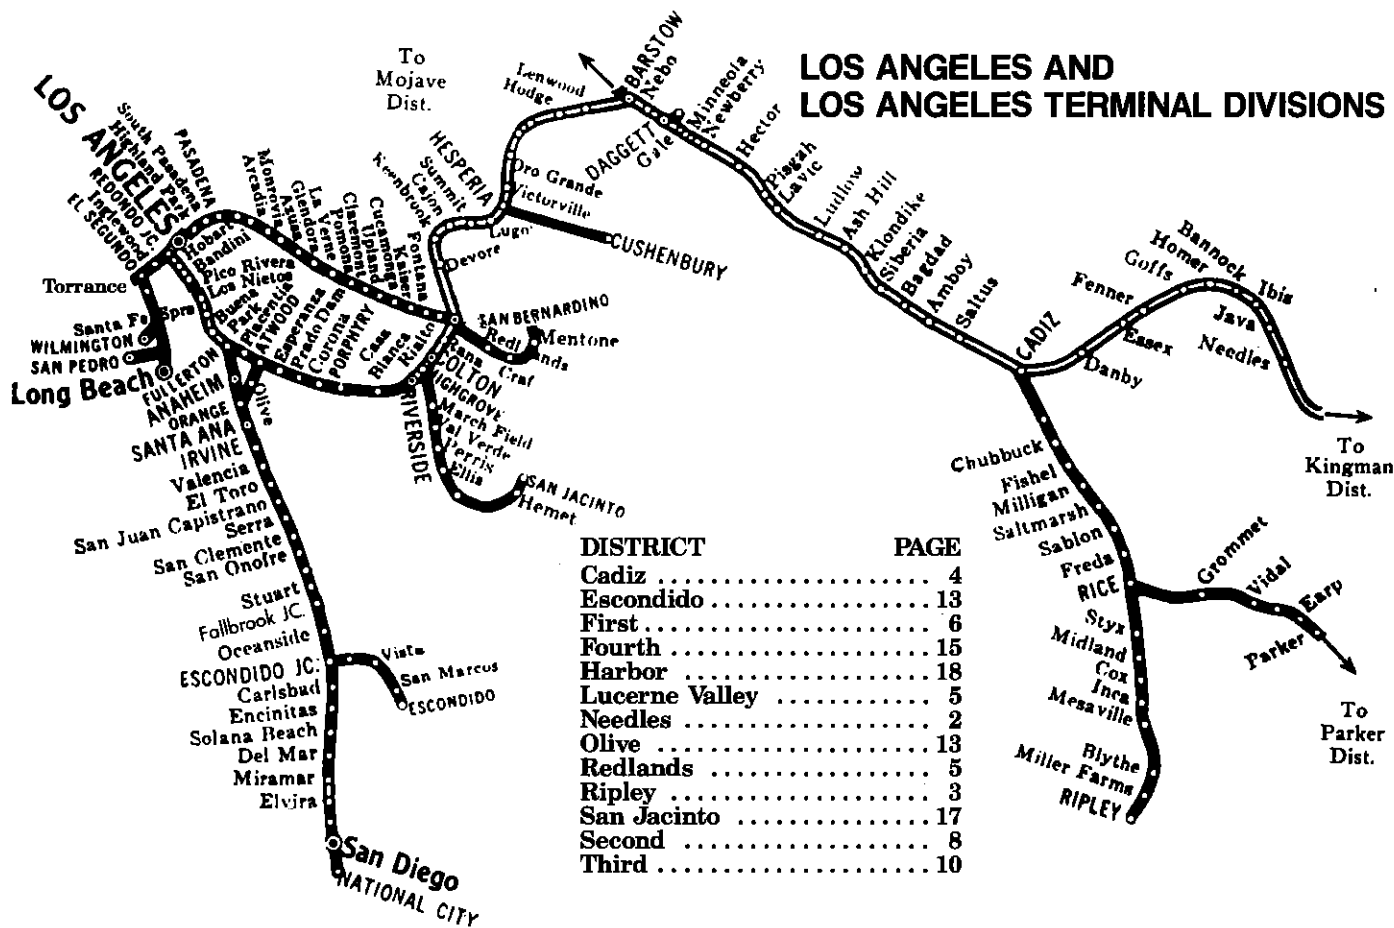 LOS ANGELES AND
LOS ANGELES TERMINAL DIVISIONS
To
Mojave
Dist.
LOS ANGELES
South Pasadena
Highland Park
REDONDO JC.
Inglewood
EL SEGUNDO
PASADENA
Arcadia
Monrovia
Azusa
Glendora
La Verne
Pomona
Claremont
Upland
Cucamonga
Kaiser
Fontana
Keenbrook
Cajon
Summit
HESPERIA
Lenwood
Hodge
Oro Grande
Victorville
Lugo
Devore
CUSHENBURY
BARSTOW
Nebo
DAGGETT
Gale
Minneola
Newberry
Hector
Pisgah
Lavic
Ludlow
Ash Hill
Klondike
Siberia
Bagdad
Amboy
Saltus
CADIZ
Danby
Essex
Fenner
Goffs
Homer
Bannock
Ibis
Java
Needles
To
Kingman
Dist.
Hobart
Bandini
Pico Rivera
Los Nietos
Santa Fe Spra
Buena
Park
Placentia
ATWOOD
Esperanza
Prado Dam
Corona
PORPHYRY
Casa
Blanca
Rialto
SAN BERNARDINO
Redlands
Mentone
Craf
Rana
COLTON
HIGHGROVE
RIVERSIDE
March Field
Val Verde
Perris
Ellis
SAN JACINTO
Hemet
Torrance
WILMINGTON
SAN PEDRO
Long Beach
FULLERTON
ANAHEIM
ORANGE
Olive
SANTA ANA
IRVINE
Valencia
El Toro
San Juan Capistrano
Serra
San Clemente
San Onofre
Stuart
Fallbrook JC.
Oceanside
ESCONDIDO JC.
Vista
San Marcos
ESCONDIDO
Carlsbad
Encinitas
Solana Beach
Del Mar
Miramar
Elvira
San Diego
NATIONAL CITY
Chubbuck
Fishel
Milligan
Saltmarsh
Sablon
Freda
RICE
Grommet
Vidal
Earp
Parker
To
Parker
Dist.
Styx
Midland
Cox
Inca
Mesaville
Blythe
Miller Farms
RIPLEY
DISTRICT PAGE
Cadiz .................... 4
Escondido ................ 13
First .................... 6
Fourth ................... 15
Harbor ................... 18
Lucerne Valley ........... 5
Needles .................. 2
Olive .................... 13
Redlands ................. 5
Ripley ................... 3
San Jacinto .............. 17
Second ................... 8
Third .................... 10